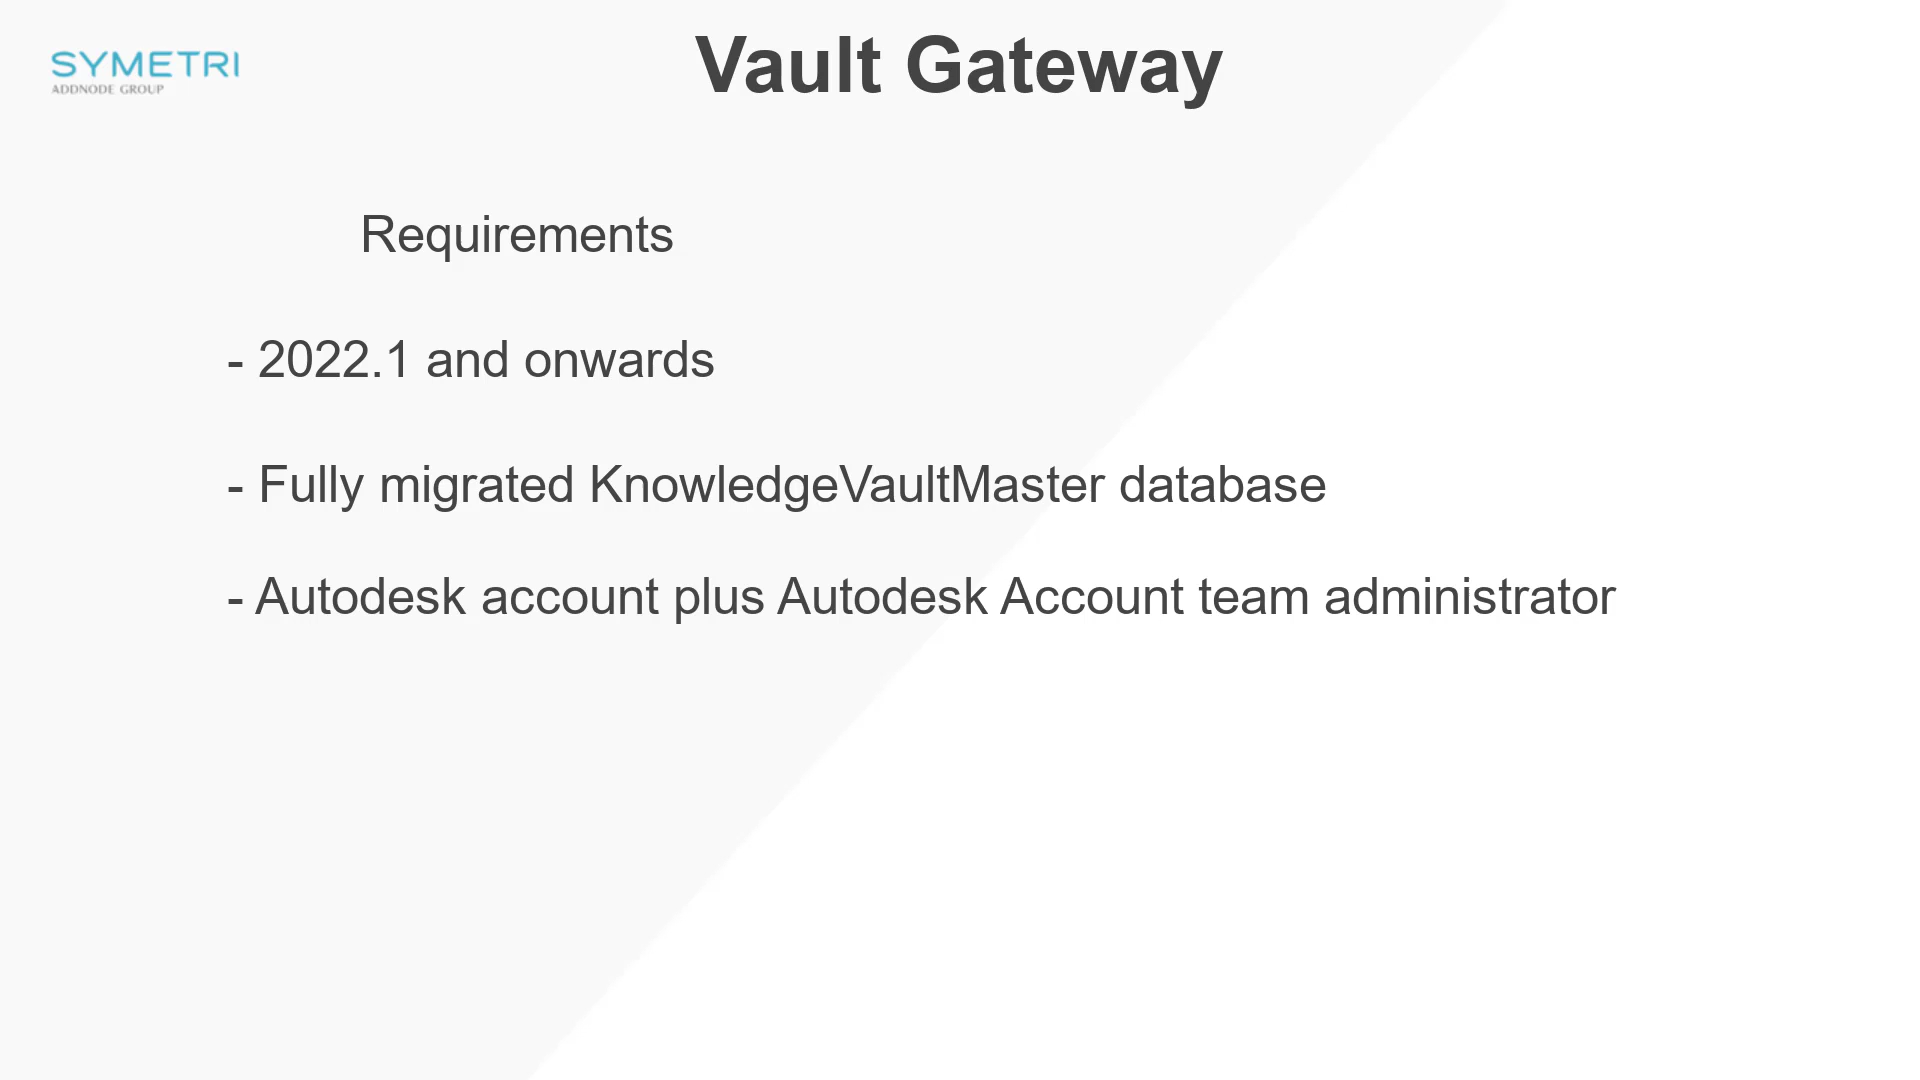 SYMETRI
ADDNODE GROUP
Vault Gateway
Requirements
- 2022.1 and onwards
- Fully migrated KnowledgeVaultMaster database
- Autodesk account plus Autodesk Account team administrator